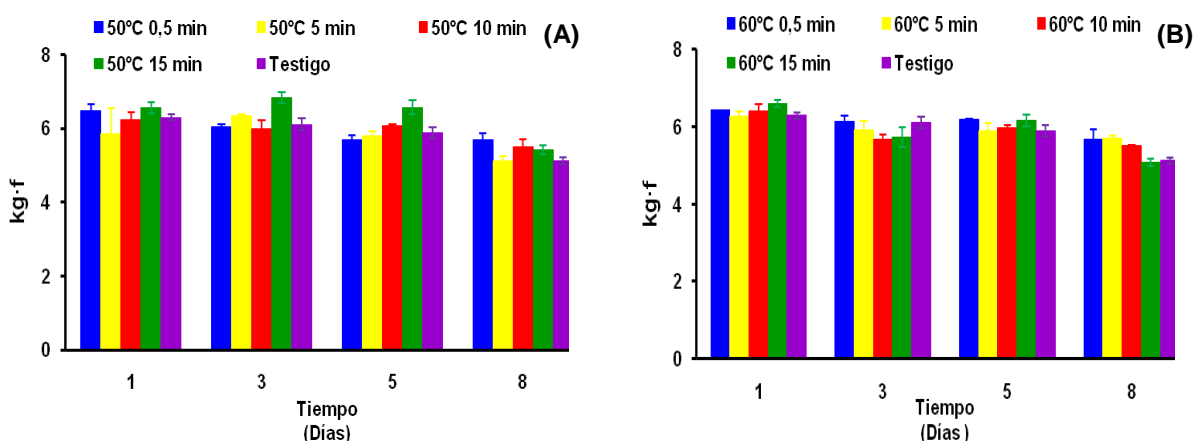 50ºC 0,5 min 50ºC 5 min 50ºC 10 min (A)
50ºC 15 min Testigo
8
6
4
2
0
kg·f
1 3 5 8
Tiempo
(Días)
60ºC 0,5 min 60ºC 5 min 60ºC 10 min (B)
60ºC 15 min Testigo
8
6
4
2
0
kg·f
1 3 5 8
Tiempo
(Días )